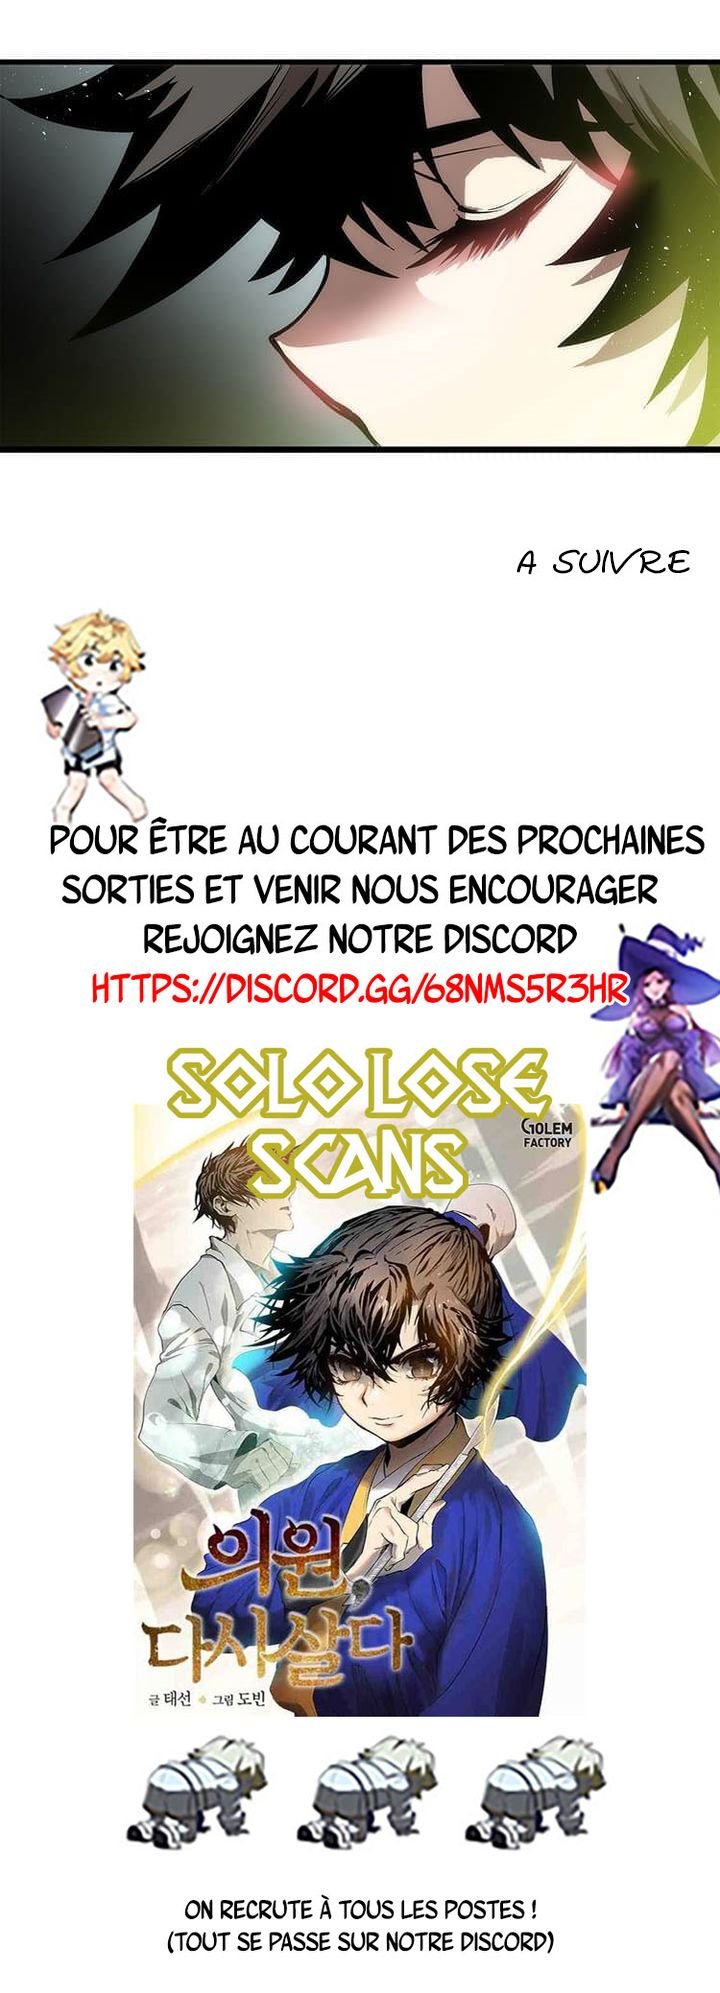 A SUIVRE
POUR ÊTRE AU COURANT DES PROCHAINES
SORTIES ET VENIR NOUS ENCOURAGER
REJOIGNEZ NOTRE DISCORD
HTTPS://DISCORD.GG/68NMS5R3HR
SOLO LOSE
SCANS
GOLEM
FACTORY
의원,
다시살다
글 태선 그림 도빈
ON RECRUTE À TOUS LES POSTES !
(TOUT SE PASSE SUR NOTRE DISCORD)